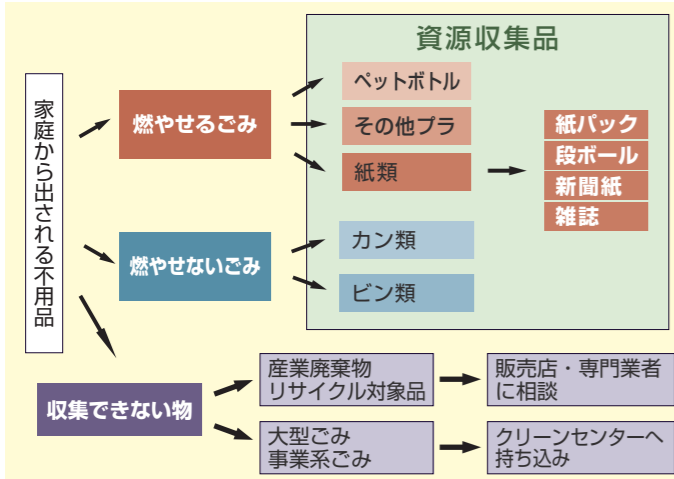 家庭から出される不用品
燃やせるごみ
資源収集品
ペットボトル
その他プラ
紙類
紙パック
段ボール
新聞紙
雑誌
燃やせないごみ
カン類
ビン類
収集できない物
産業廃棄物
リサイクル対象品
販売店・専門業者
に相談
大型ごみ
事業系ごみ
クリーンセンターへ
持ち込み